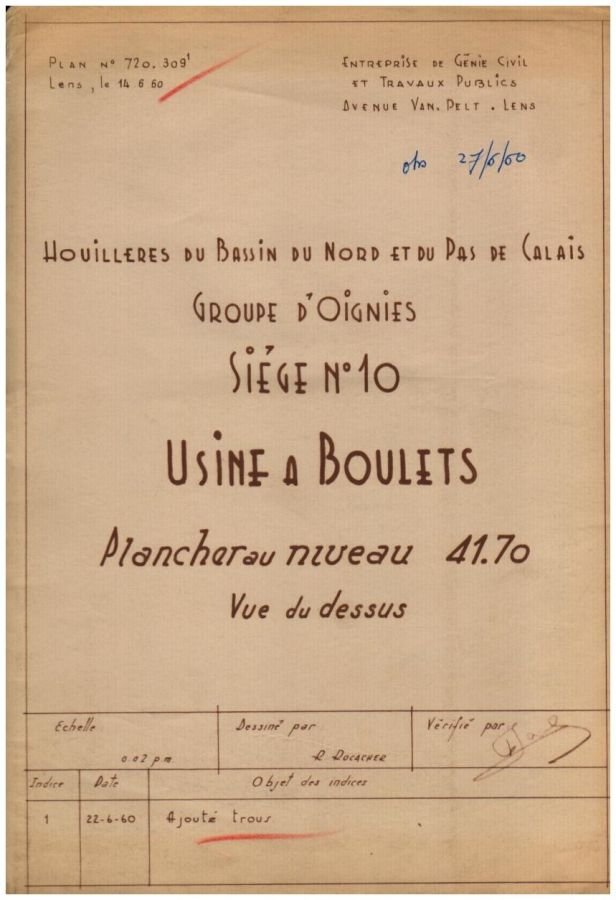 PLAN N° 720.309¹
LENS, LE 14 6 60
ENTREPRISE DE GÉNIE CIVIL
ET TRAVAUX PUBLICS
AVENUE VAN. PELT. LENS
27/6/60
HOUILLERES DU BASSIN DU NORD ET DU PAS DE CALAIS
GROUPE D'OIGNIES
SIÉGE N°10
USINE A BOULETS
Plancher au niveau 41.70
Vue du dessus
Echelle
0.02 p.m.
Dessiné par
R ROCACHER
Vérifié par
Indice Date Objet des indices
1 22-6-60 Ajouté trous